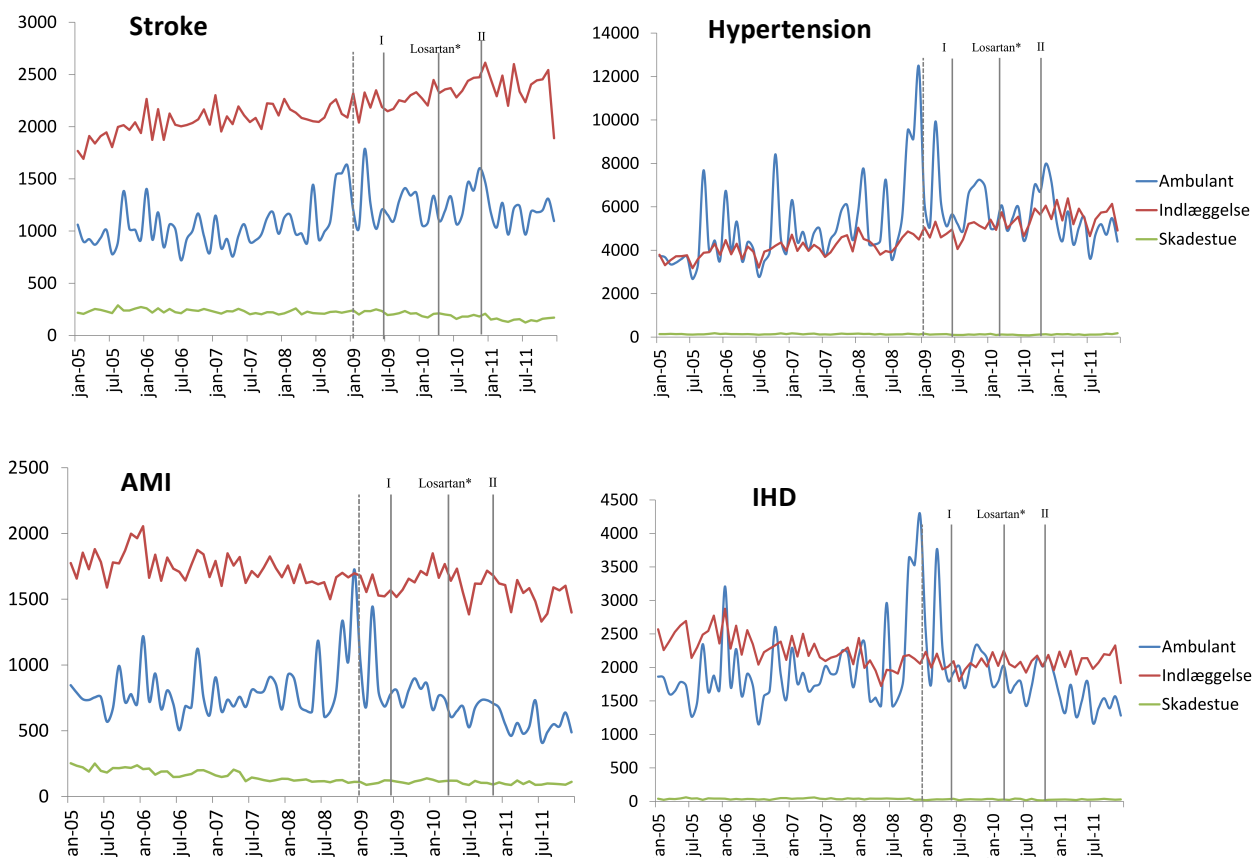 Stroke
I
Losartan*
II
3000
2500
2000
1500
1000
500
0
jan-05
jul-05
jan-06
jul-06
jan-07
jul-07
jan-08
jul-08
jan-09
jul-09
jan-10
jul-10
jan-11
jul-11
Hypertension
I
Losartan*
II
14000
12000
10000
8000
6000
4000
2000
0
jan-05
jul-05
jan-06
jul-06
jan-07
jul-07
jan-08
jul-08
jan-09
jul-09
jan-10
jul-10
jan-11
jul-11
Ambulant
Indlæggelse
Skadestue
AMI
I
Losartan*
II
2500
2000
1500
1000
500
0
jan-05
jul-05
jan-06
jul-06
jan-07
jul-07
jan-08
jul-08
jan-09
jul-09
jan-10
jul-10
jan-11
jul-11
IHD
I
Losartan*
II
4500
4000
3500
3000
2500
2000
1500
1000
500
0
jan-05
jul-05
jan-06
jul-06
jan-07
jul-07
jan-08
jul-08
jan-09
jul-09
jan-10
jul-10
jan-11
jul-11
Ambulant
Indlæggelse
Skadestue